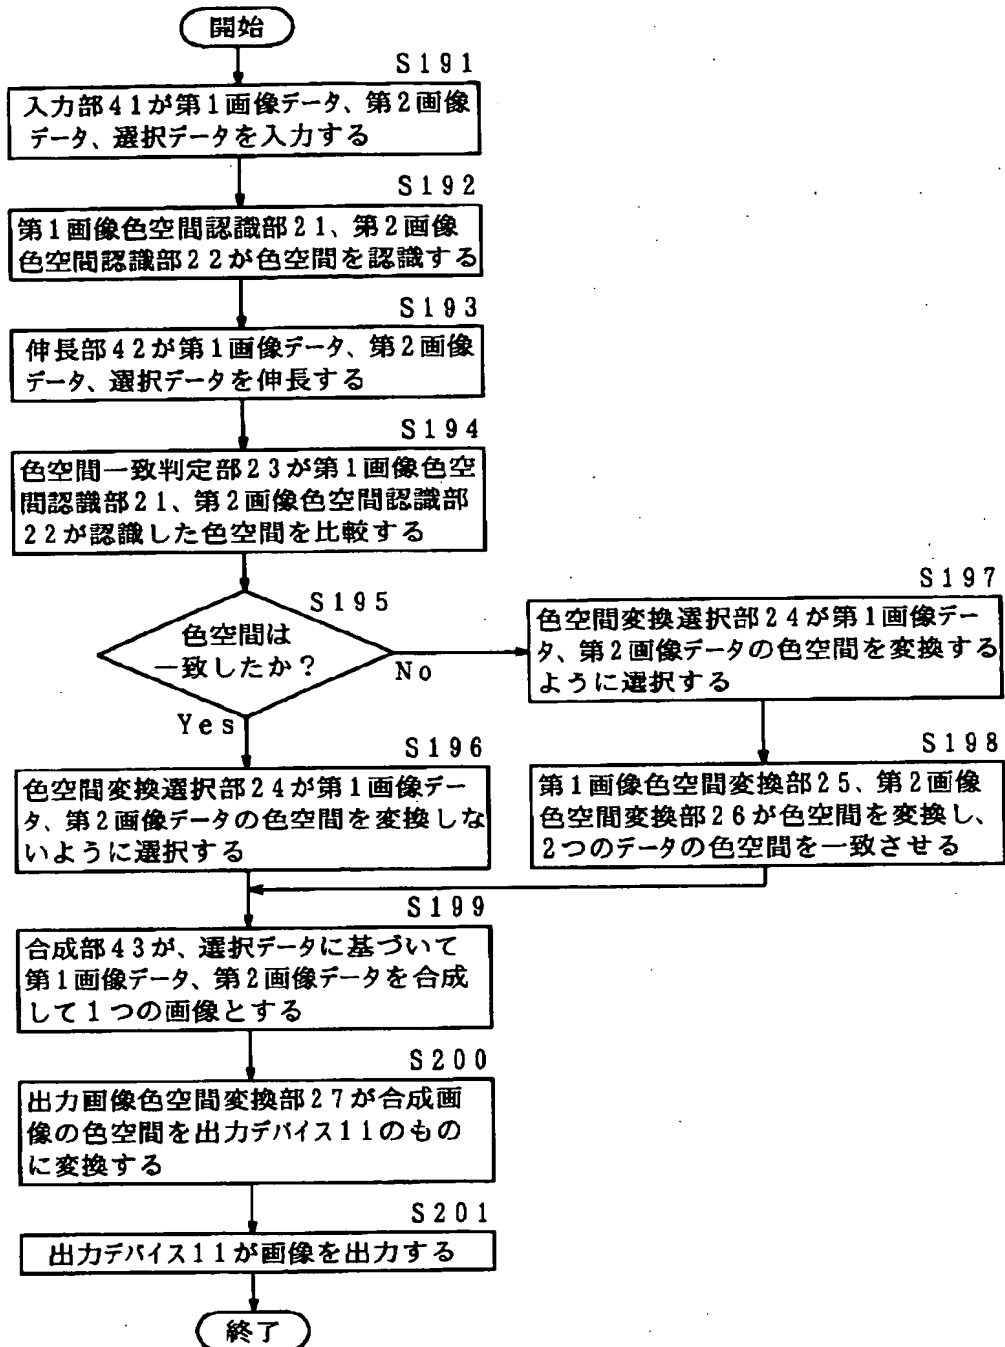 開始
S191
入力部41が第1画像データ、第2画像
データ、選択データを入力する
S192
第1画像色空間認識部21、第2画像
色空間認識部22が色空間を認識する
S193
伸長部42が第1画像データ、第2画像
データ、選択データを伸長する
S194
色空間一致判定部23が第1画像色空
間認識部21、第2画像色空間認識部
22が認識した色空間を比較する
S195
色空間は
一致したか?
No
Yes
S197
色空間変換選択部24が第1画像デー
タ、第2画像データの色空間を変換する
ように選択する
S198
第1画像色空間変換部25、第2画像
色空間変換部26が色空間を変換し、
2つのデータの色空間を一致させる
S196
色空間変換選択部24が第1画像デー
タ、第2画像データの色空間を変換しな
いように選択する
S199
合成部43が、選択データに基づいて
第1画像データ、第2画像データを合成
して1つの画像とする
S200
出力画像色空間変換部27が合成画
像の色空間を出力デバイス11のもの
に変換する
S201
出力デバイス11が画像を出力する
終了